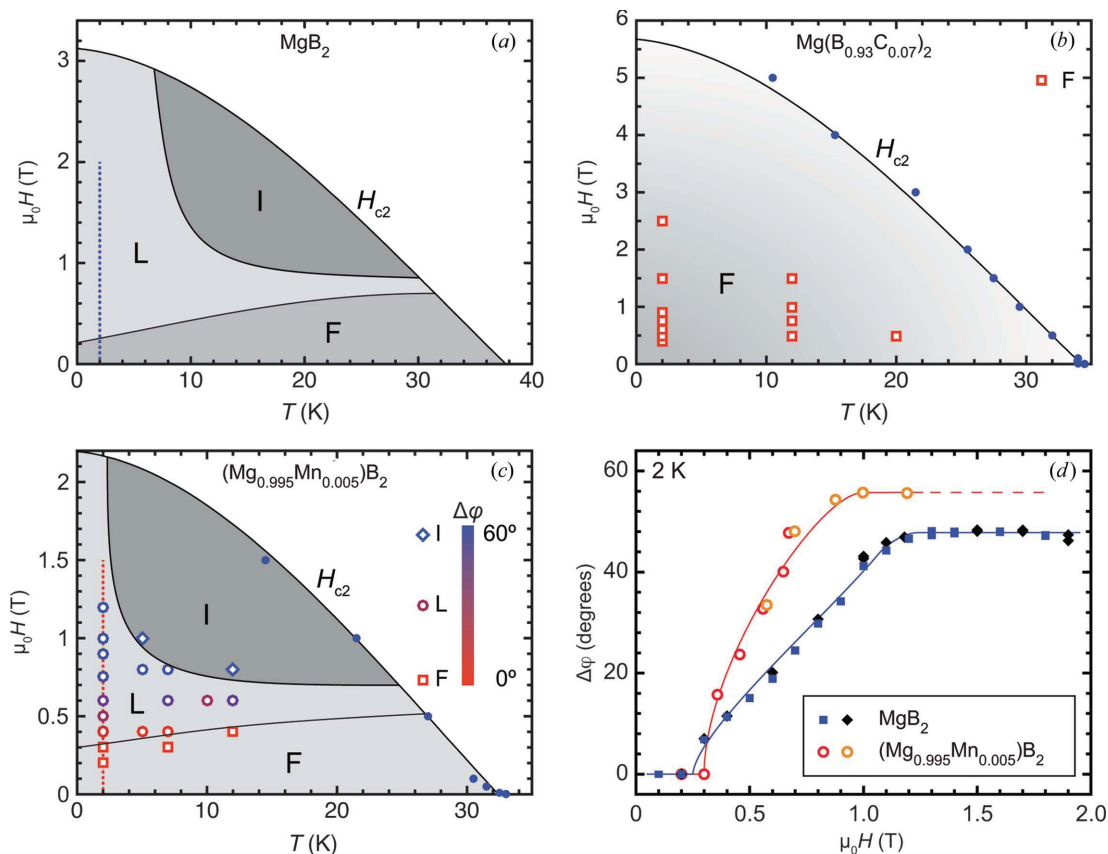 (a)
MgB2
μ0H (T)
3
2
1
0
I
L
F
Hc2
0 10 20 30 40
T (K)
(b)
Mg(B0.93C0.07)2
μ0H (T)
6
5
4
3
2
1
0
F
Hc2
F
10 20 30
T (K)
(c)
(Mg0.995Mn0.005)B2
μ0H (T)
2
1.5
1
0.5
0
I
L
F
Hc2
Δφ
I 60º
L
F 0º
0 10 20 30
T (K)
(d)
2 K
Δφ (degrees)
60
40
20
0
MgB2
(Mg0.995Mn0.005)B2
0 0.5 1.0 1.5 2.0
μ0H (T)